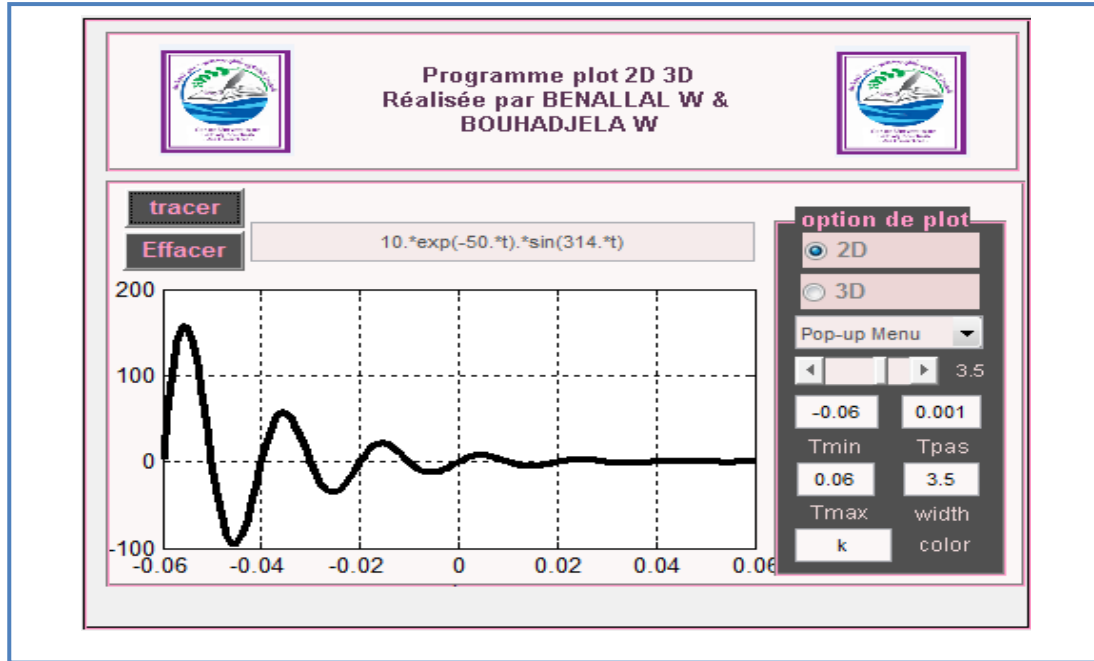 Programme plot 2D 3D
Réalisée par BENALLAL W &
BOUHADJELA W
tracer
Effacer
10.*exp(-50.*t).*sin(314.*t)
200
100
0
-100
-0.06 -0.04 -0.02 0 0.02 0.04 0.06
option de plot
2D
3D
Pop-up Menu
3.5
-0.06 0.001
Tmin Tpas
0.06 3.5
Tmax width
k color